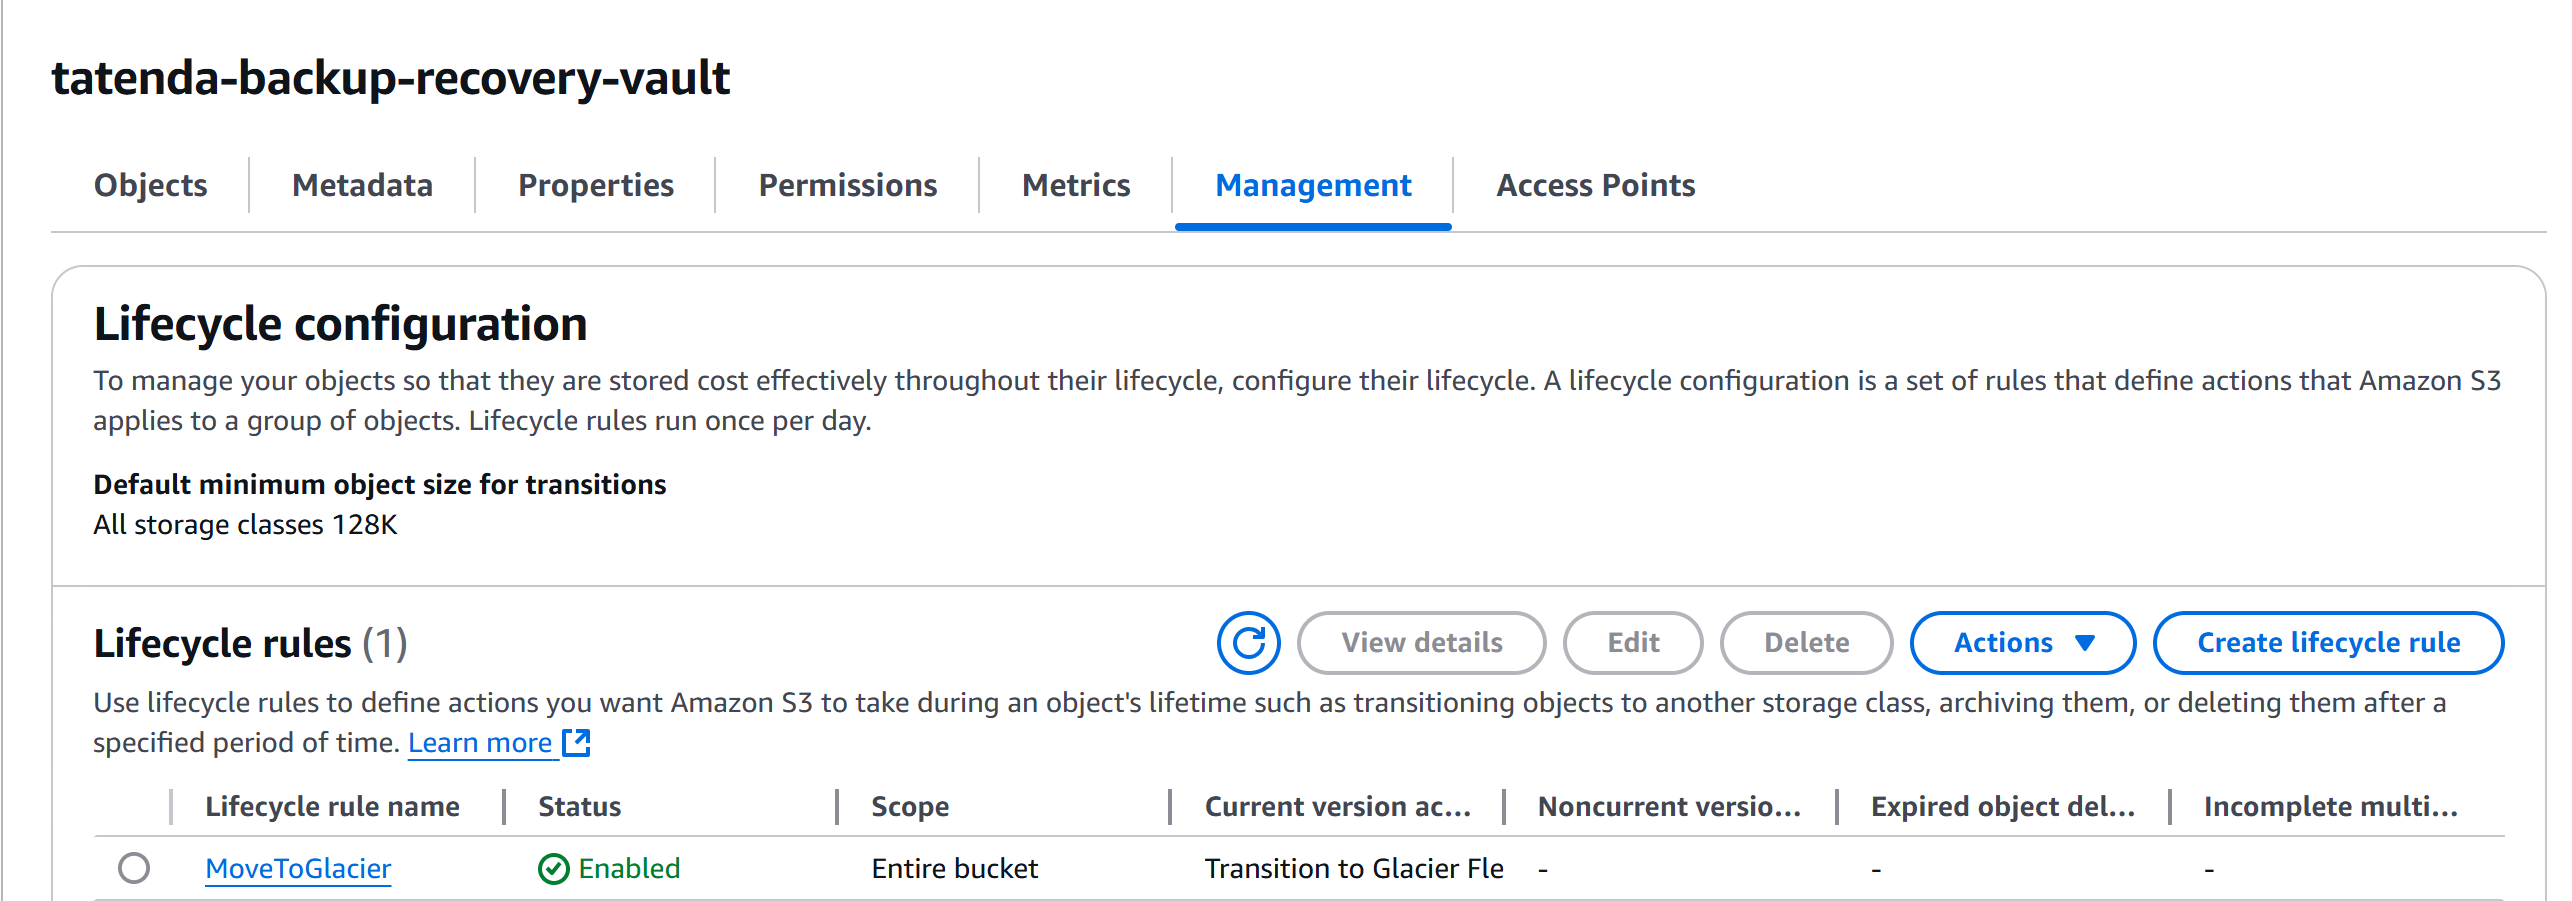 tatenda-backup-recovery-vault
Objects Metadata Properties Permissions Metrics Management Access Points
Lifecycle configuration
To manage your objects so that they are stored cost effectively throughout their lifecycle, configure their lifecycle. A lifecycle configuration is a set of rules that define actions that Amazon S3
applies to a group of objects. Lifecycle rules run once per day.
Default minimum object size for transitions
All storage classes 128K
Lifecycle rules (1) View details Edit Delete Actions Create lifecycle rule
Use lifecycle rules to define actions you want Amazon S3 to take during an object's lifetime such as transitioning objects to another storage class, archiving them, or deleting them after a
specified period of time. Learn more
Lifecycle rule name Status Scope Current version ac... Noncurrent versio... Expired object del... Incomplete multi...
MoveToGlacier Enabled Entire bucket Transition to Glacier Fle - - -